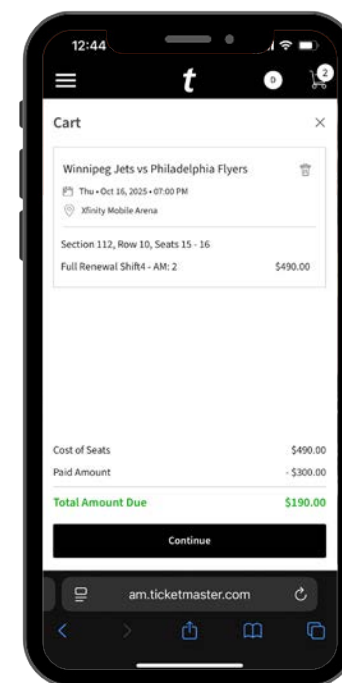 12:44
t
0
2
Cart
Winnipeg Jets vs Philadelphia Flyers
Thu • Oct 16, 2025 • 07:00 PM
Xfinity Mobile Arena
Section 112, Row 10, Seats 15 - 16
Full Renewal Shift4 - AM: 2 $490.00
Cost of Seats $490.00
Paid Amount - $300.00
Total Amount Due $190.00
Continue
am.ticketmaster.com